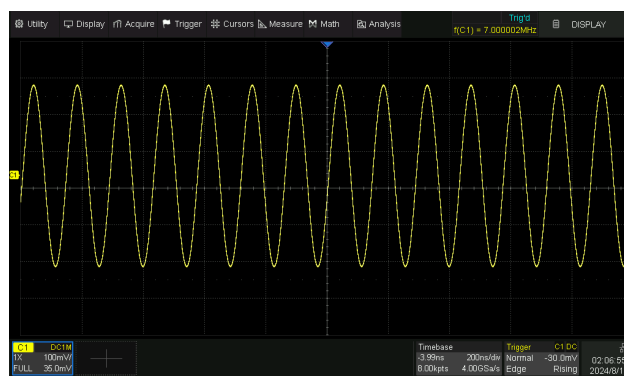 Utility Display Acquire Trigger Cursors Measure Math Analysis Trig'd DISPLAY
f(C1) = 7.000002MHz
C1
C1 DC1M Timebase Trigger C1 DC
1X 100mV/ -3.99ns 200ns/div Normal -30.0mV 02:06:55
FULL 35.0mV 8.00kpts 4.00GSa/s Edge Rising 2024/8/1